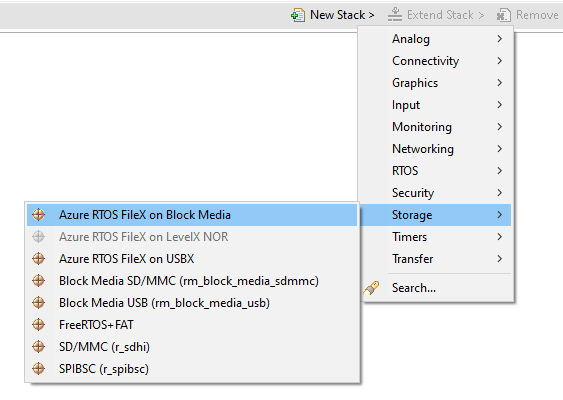 New Stack > Extend Stack > Remove
Analog >
Connectivity >
Graphics >
Input >
Monitoring >
Networking >
RTOS >
Security >
Storage >
Timers >
Transfer >
Search...
Azure RTOS FileX on Block Media
Azure RTOS FileX on LevelX NOR
Azure RTOS FileX on USBX
Block Media SD/MMC (rm_block_media_sdmmc)
Block Media USB (rm_block_media_usb)
FreeRTOS+FAT
SD/MMC (r_sdhi)
SPIBSC (r_spibsc)